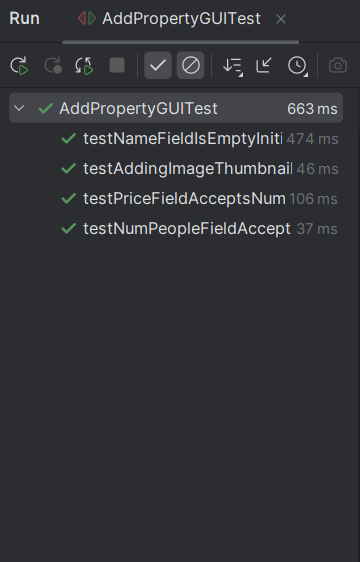 Run AddPropertyGUITest
AddPropertyGUITest 663 ms
testNameFieldIsEmptyIniti 474 ms
testAddingImageThumbnail 46 ms
testPriceFieldAcceptsNum 106 ms
testNumPeopleFieldAccept 37 ms